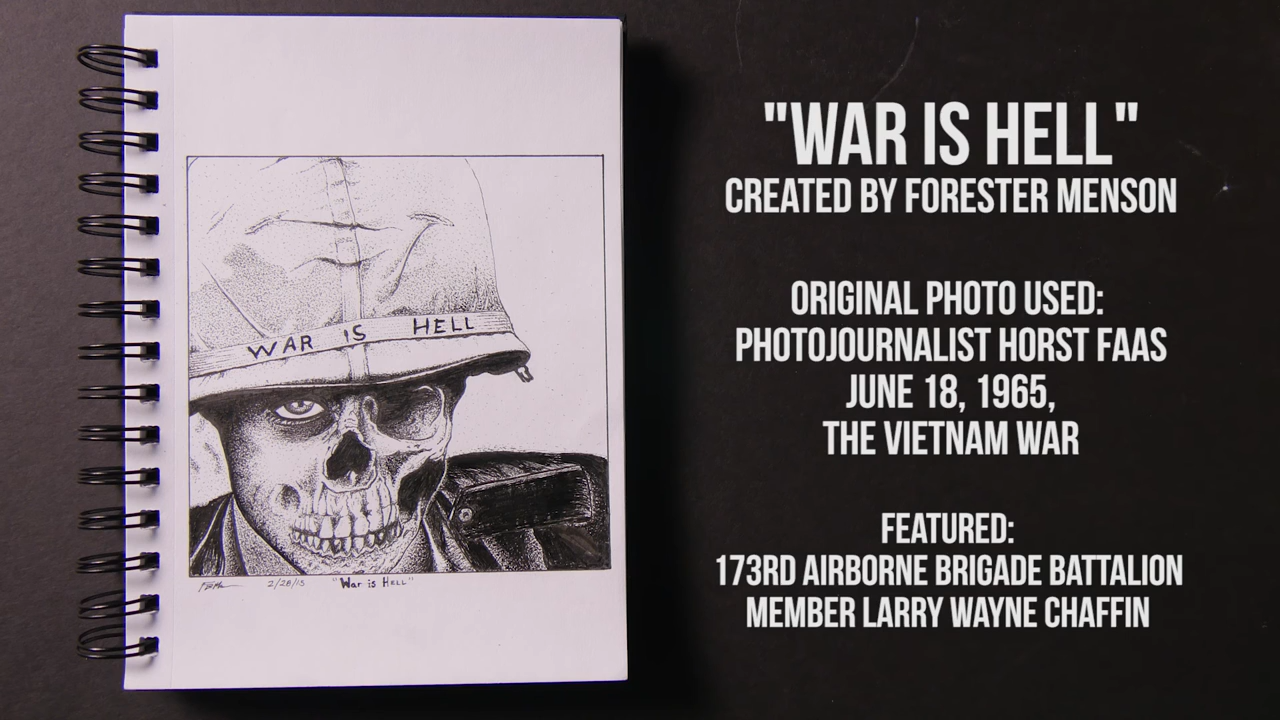 WAR IS HELL
2/28/15 "War is Hell"
"WAR IS HELL"
CREATED BY FORESTER MENSON
ORIGINAL PHOTO USED:
PHOTOJOURNALIST HORST FAAS
JUNE 18, 1965,
THE VIETNAM WAR
FEATURED:
173RD AIRBORNE BRIGADE BATTALION
MEMBER LARRY WAYNE CHAFFIN